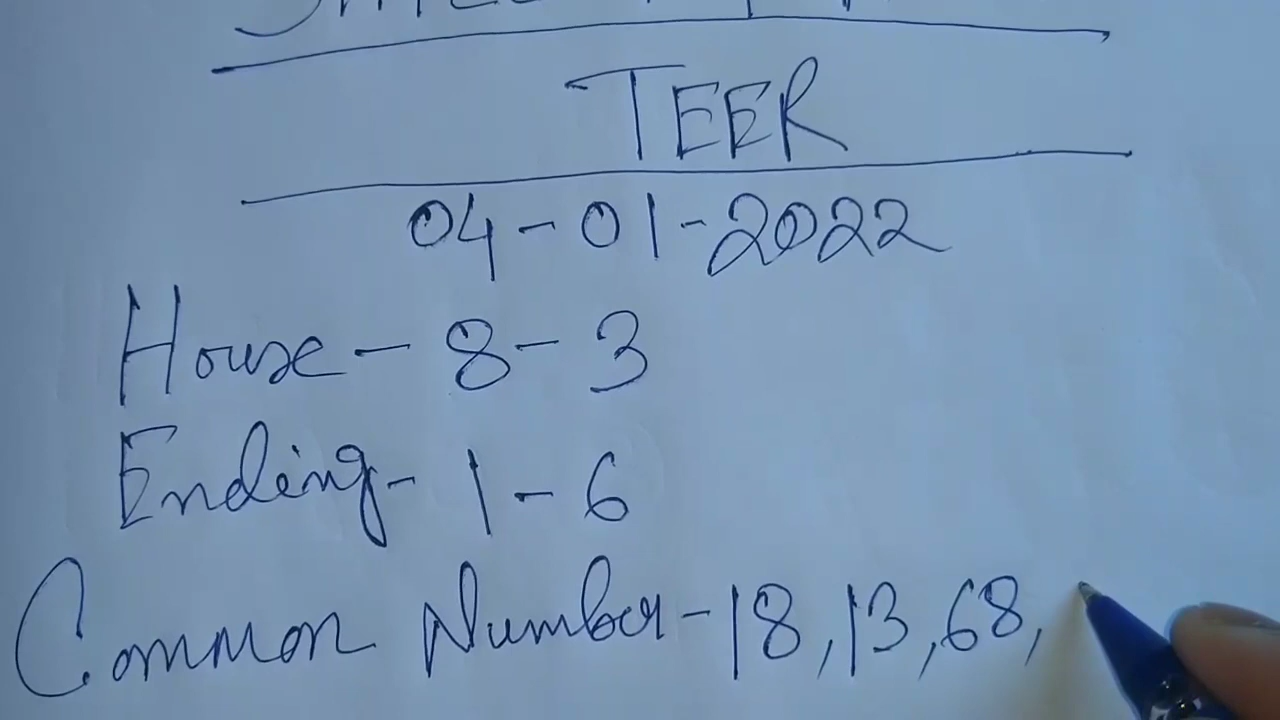 TEER
04-01-2022
House - 8 - 3
Ending - 1 - 6
Common Number - 18, 13, 68,